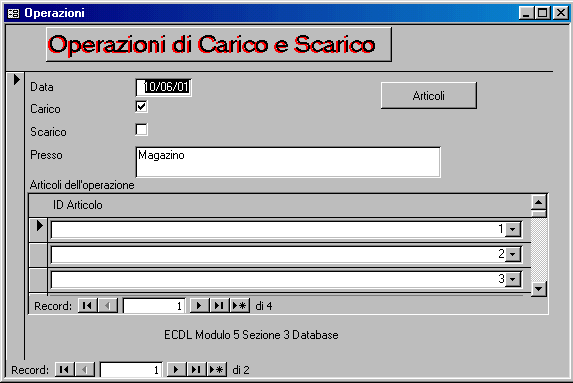 Operazioni
Operazioni di Carico e Scarico
Data 10/06/01
Articoli
Carico
Scarico
Presso Magazino
Articoli dell'operazione
ID Articolo
1
2
3
Record: 1 di 4
ECDL Modulo 5 Sezione 3 Database
Record: 1 di 2